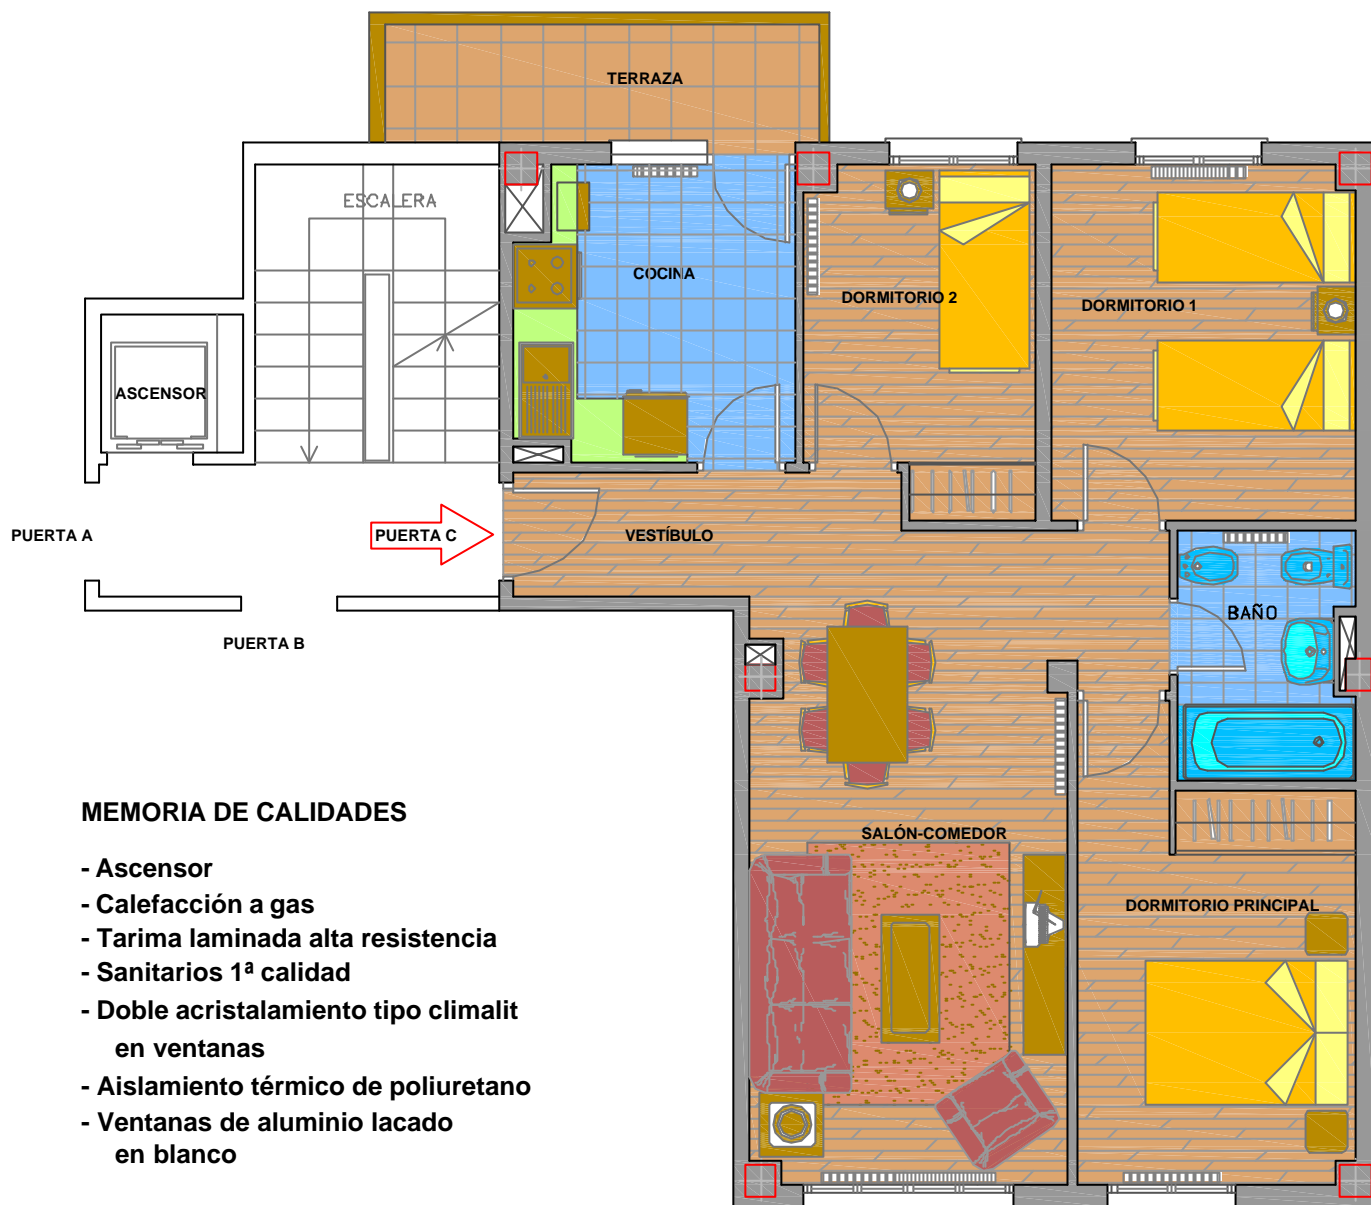 TERRAZA
ESCALERA
COCINA
DORMITORIO 2
DORMITORIO 1
ASCENSOR
PUERTA A
PUERTA C
VESTÍBULO
BAÑO
PUERTA B
SALÓN-COMEDOR
DORMITORIO PRINCIPAL
MEMORIA DE CALIDADES
- Ascensor
- Calefacción a gas
- Tarima laminada alta resistencia
- Sanitarios 1ª calidad
- Doble acristalamiento tipo climalit
en ventanas
- Aislamiento térmico de poliuretano
- Ventanas de aluminio lacado
en blanco